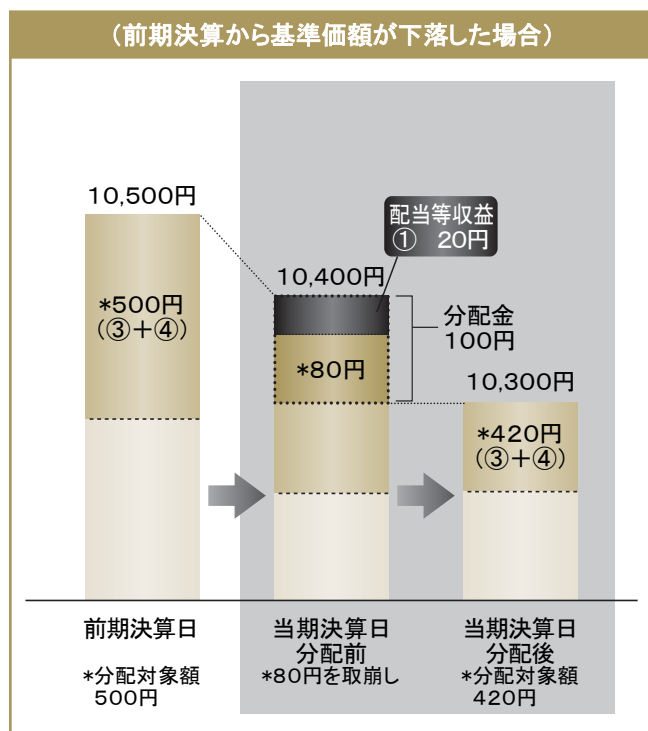 （前期決算から基準価額が下落した場合）
10,500円
*500円
（③＋④）
配当等収益
① 20円
10,400円
*80円
分配金
100円
10,300円
*420円
（③＋④）
前期決算日
*分配対象額
500円
当期決算日
分配前
*80円を取崩し
当期決算日
分配後
*分配対象額
420円